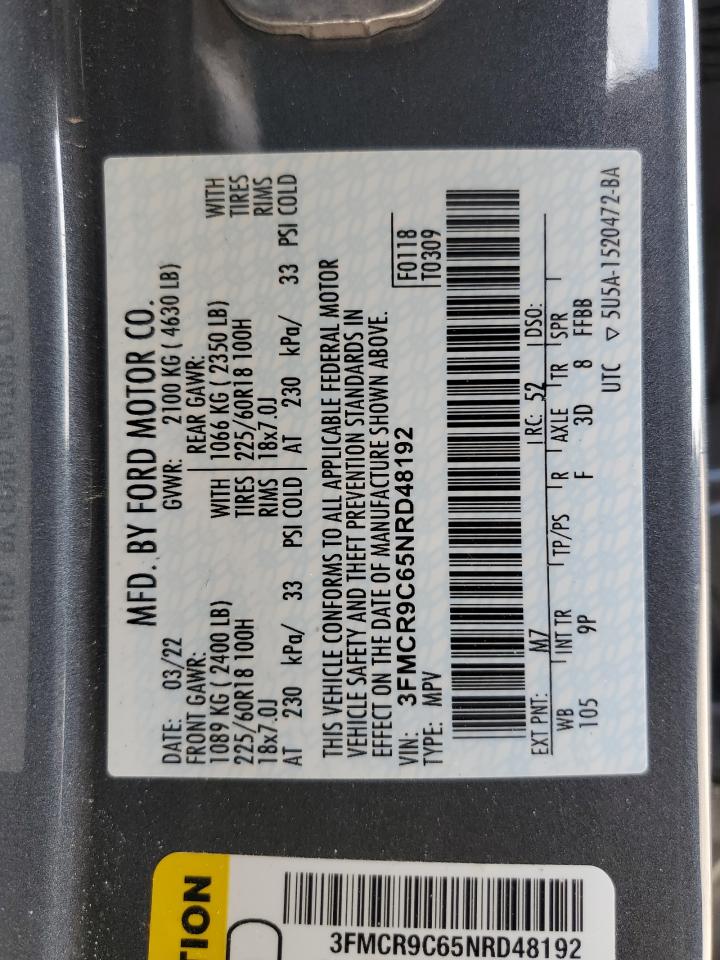 MFD. BY FORD MOTOR CO.
DATE: 03/22 GVWR: 2100 KG ( 4630 LB)
FRONT GAWR: REAR GAWR:
1089 KG ( 2400 LB) WITH 1066 KG ( 2350 LB) WITH
225/60R18 100H TIRES 225/60R18 100H TIRES
18x7.0J RIMS 18x7.0J RIMS
AT 230 kPa/ 33 PSI COLD AT 230 kPa/ 33 PSI COLD
THIS VEHICLE CONFORMS TO ALL APPLICABLE FEDERAL MOTOR
VEHICLE SAFETY AND THEFT PREVENTION STANDARDS IN
EFFECT ON THE DATE OF MANUFACTURE SHOWN ABOVE.
VIN: 3FMCR9C65NRD48192 F0118
TYPE: MPV T0309
EXT PNT: M7 RC: 52 DSO:
WB INT TR TP/PS R AXLE TR SPR
105 9P F 3D 8 FFBB
UTC ▽ 5U5A-1520472-BA
TION
3FMCR9C65NRD48192